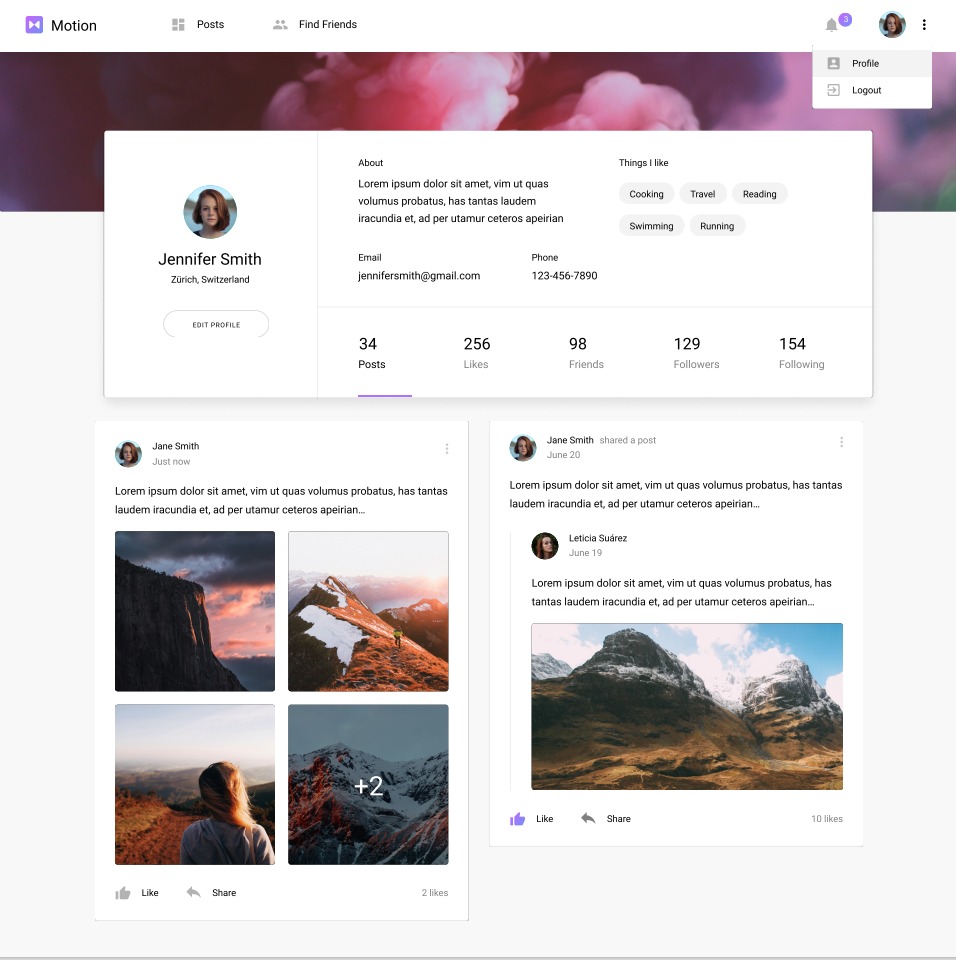 Motion
Posts
Find Friends
3
Profile
Logout
Jennifer Smith
Zürich, Switzerland
EDIT PROFILE
About
Lorem ipsum dolor sit amet, vim ut quas
volumus probatus, has tantas laudem
iracundia et, ad per utamur ceteros apeirian
Things I like
Cooking
Travel
Reading
Swimming
Running
Email
jennifersmith@gmail.com
Phone
123-456-7890
34
Posts
256
Likes
98
Friends
129
Followers
154
Following
Jane Smith
Just now
Lorem ipsum dolor sit amet, vim ut quas volumus probatus, has tantas
laudem iracundia et, ad per utamur ceteros apeirian…
+2
Like
Share
2 likes
Jane Smith shared a post
June 20
Lorem ipsum dolor sit amet, vim ut quas volumus probatus, has tantas
laudem iracundia et, ad per utamur ceteros apeirian…
Leticia Suárez
June 19
Lorem ipsum dolor sit amet, vim ut quas volumus probatus, has
tantas laudem iracundia et, ad per utamur ceteros apeirian…
Like
Share
10 likes